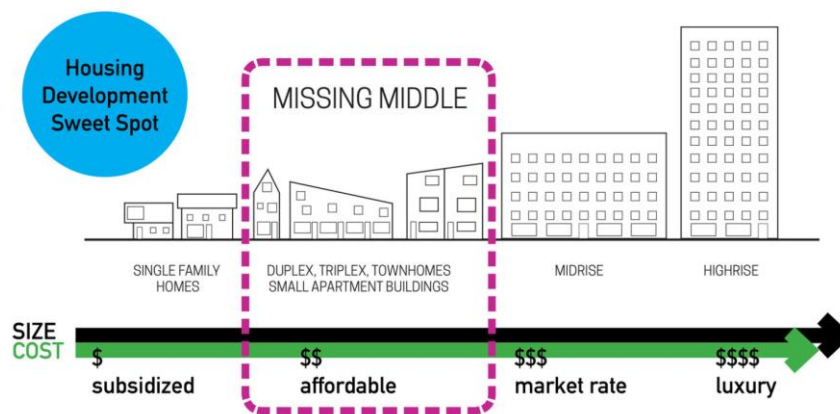 Housing
Development
Sweet Spot
MISSING MIDDLE
SINGLE FAMILY
HOMES
DUPLEX, TRIPLEX, TOWNHOMES
SMALL APARTMENT BUILDINGS
MIDRISE
HIGHRISE
SIZE
COST
$
$$
$$$
$$$$
subsidized
affordable
market rate
luxury